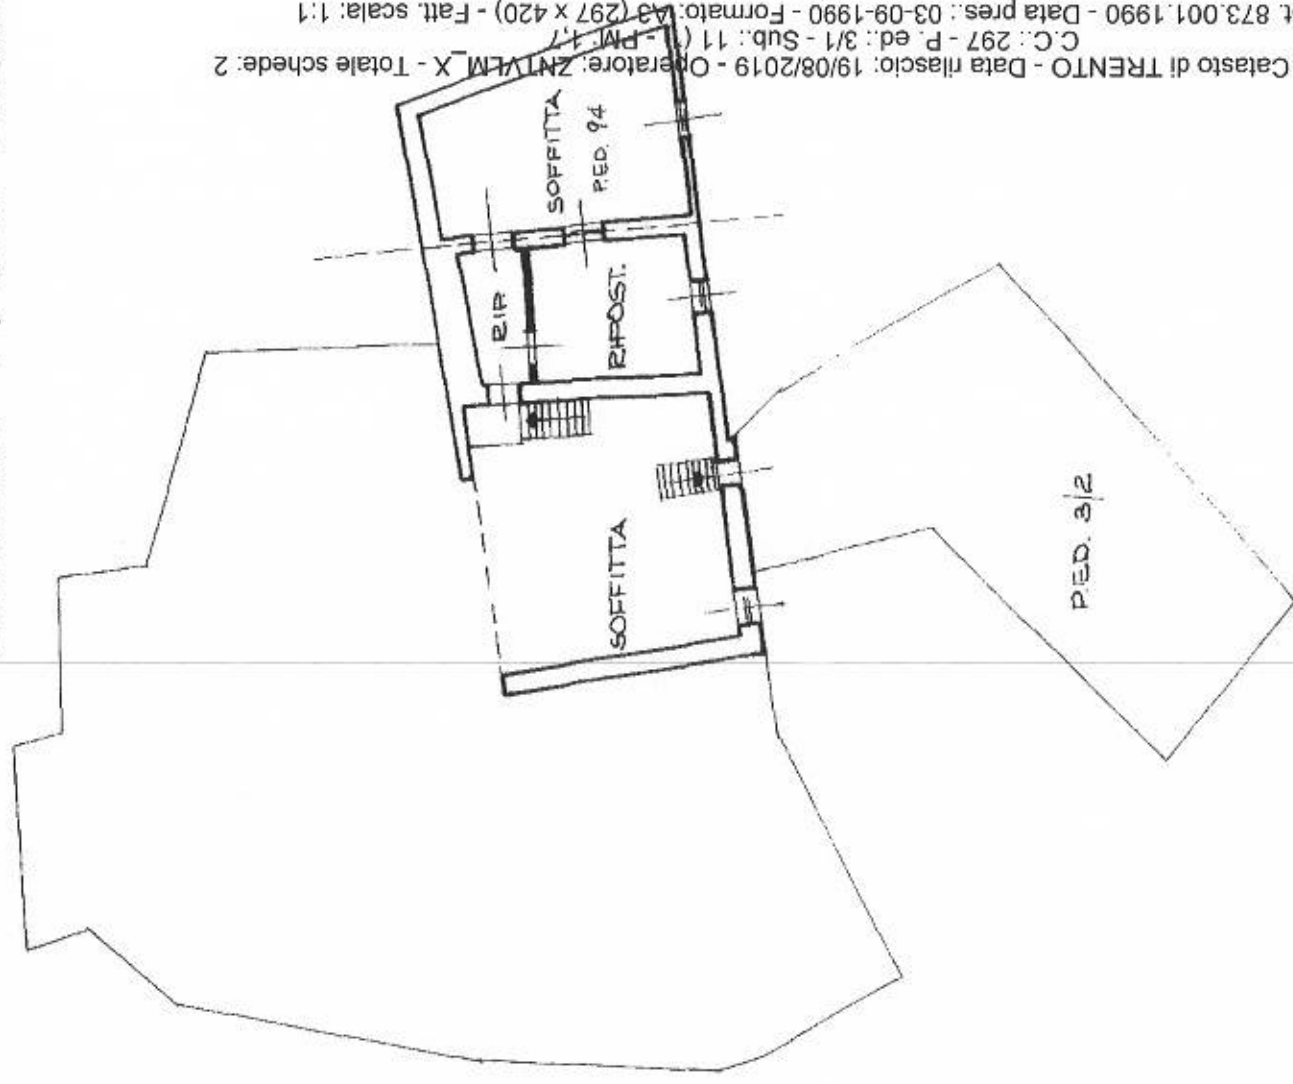 Catasto di TRENTO - Data rilascio: 19/08/2019 - Operatore: ZNTVLM_X - Totale schede: 2
C.C.: 297 - P. ed.: 3/1 - Sub.: 11 ( - PM: 1,7
t. 873.001.1990 - Data pres.: 03-09-1990 - Formato: A3 (297 x 420) - Fatt. scala: 1:1
SOFFITTA
P.ED. 94
RIP
RIPOST.
SOFFITTA
P.ED. 3/2